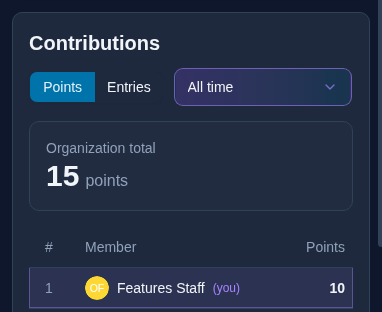 Contributions
Points Entries All time
Organization total
15 points
# Member Points
1 OF Features Staff (you) 10